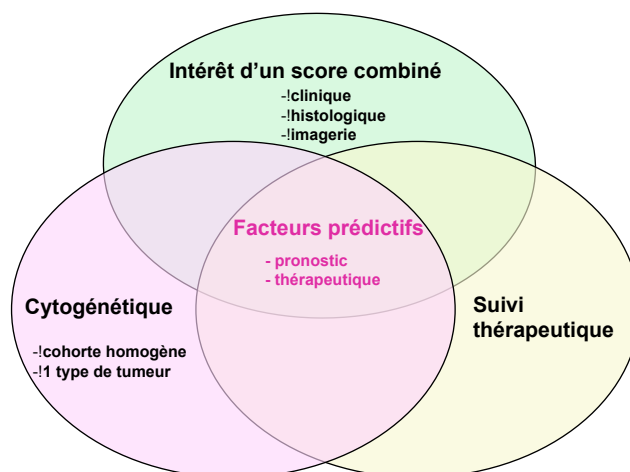 Intérêt d'un score combiné
-!clinique
-!histologique
-!imagerie
Facteurs prédictifs
- pronostic
- thérapeutique
Cytogénétique
-!cohorte homogène
-!1 type de tumeur
Suivi
thérapeutique